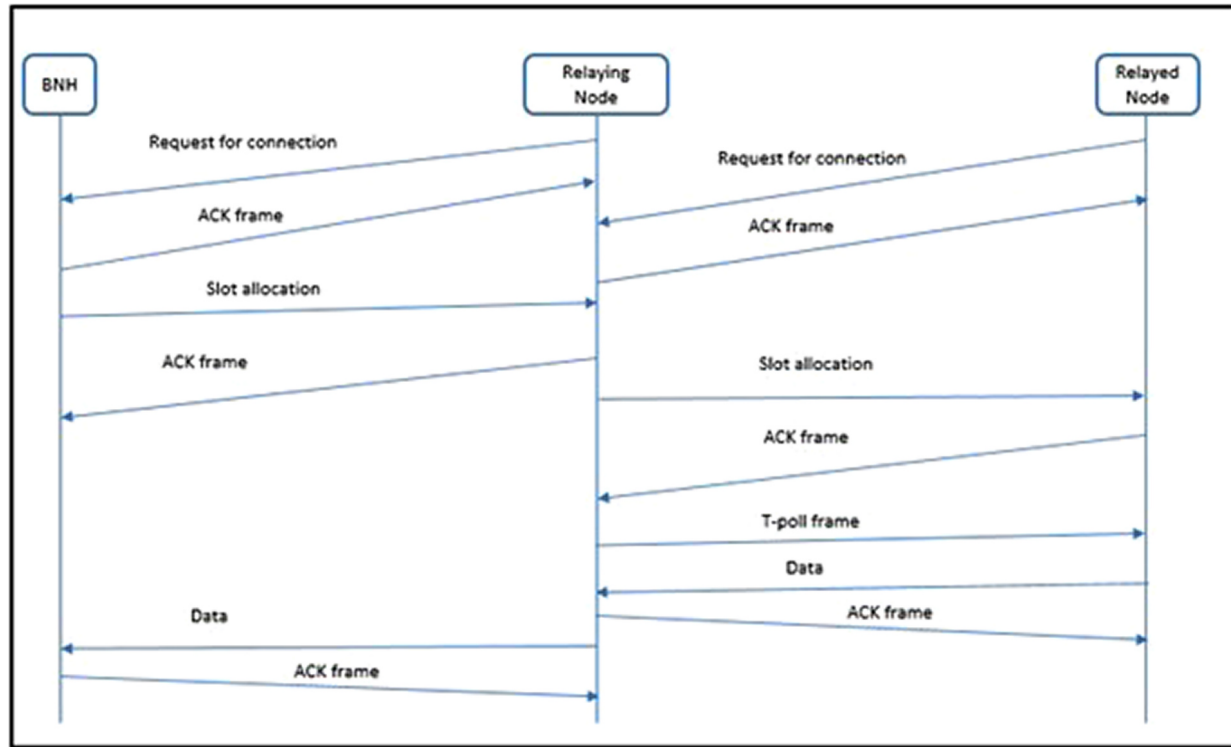 BNH
Relaying
Node
Relayed
Node
Request for connection
Request for connection
ACK frame
ACK frame
Slot allocation
ACK frame
Slot allocation
ACK frame
T-poll frame
Data
Data
ACK frame
ACK frame